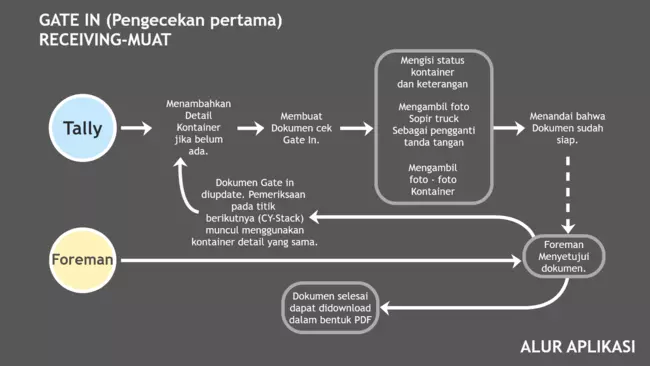 GATE IN (Pengecekan pertama)
RECEIVING-MUAT
Tally
Menambahkan
Detail
Kontainer
jika belum
ada.
Membuat
Dokumen cek
Gate In.
Mengisi status
kontainer
dan keterangan
Mengambil foto
Sopir truck
Sebagai pengganti
tanda tangan
Mengambil
foto - foto
Kontainer
Menandai bahwa
Dokumen sudah
siap.
Dokumen Gate in
diupdate. Pemeriksaan
pada titik
berikutnya (CY-Stack)
muncul menggunakan
kontainer detail yang sama.
Foreman
Foreman
Menyetujui
dokumen.
Dokumen selesai
dapat didownload
dalam bentuk PDF
ALUR APLIKASI